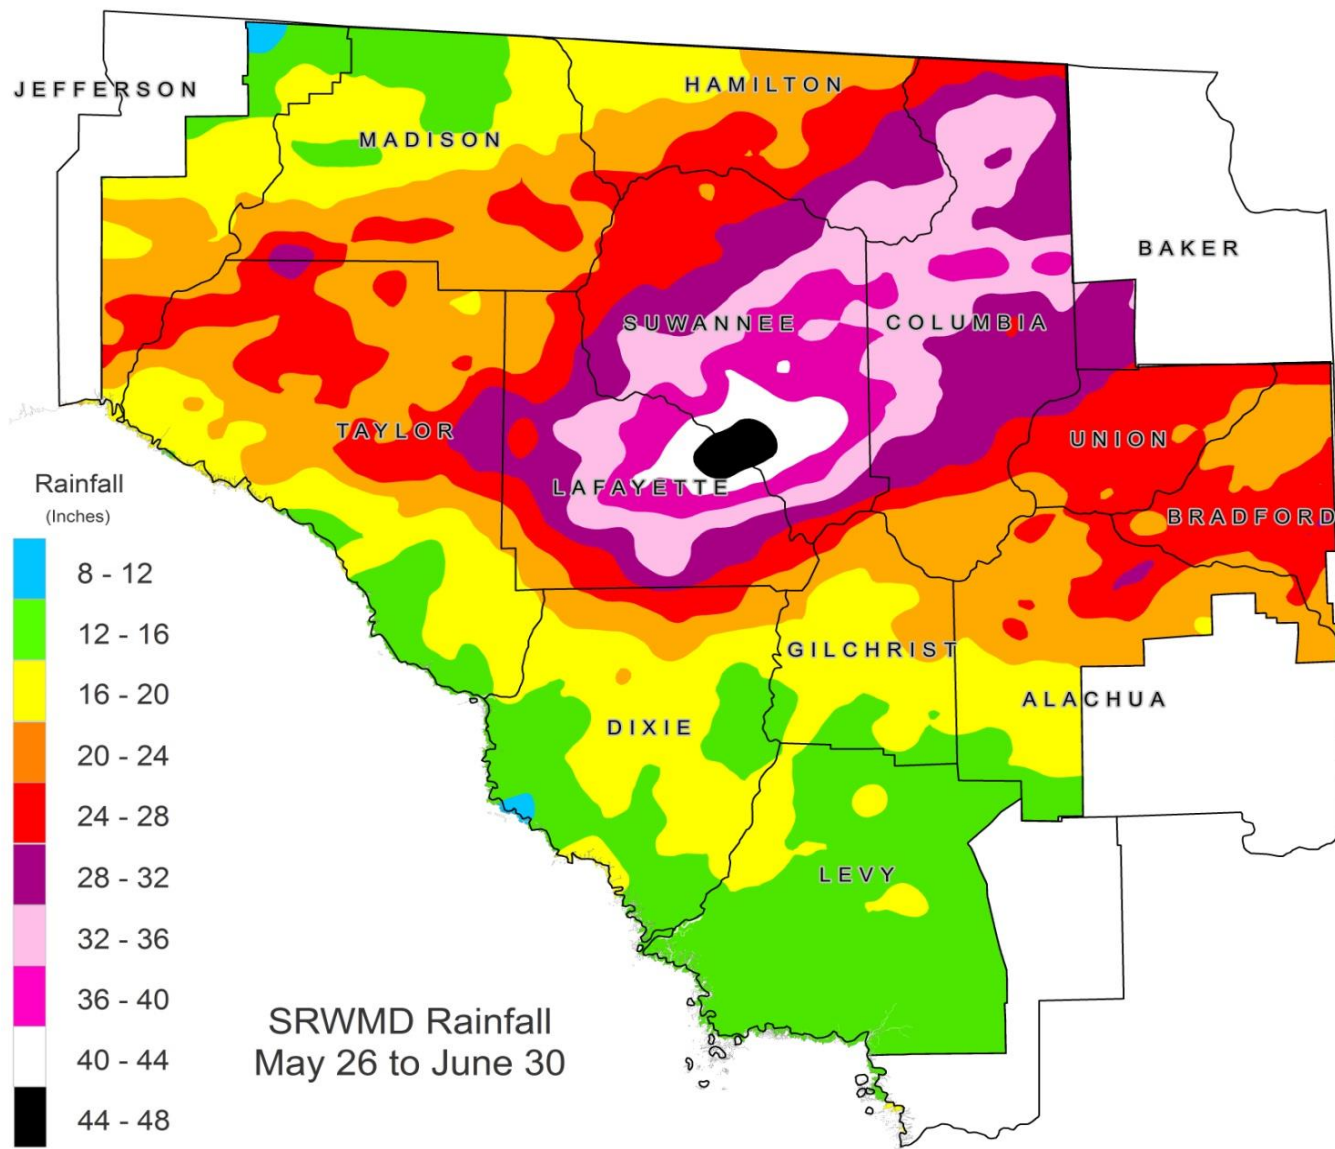 JEFFERSON
HAMILTON
MADISON
BAKER
SUWANNEE
COLUMBIA
TAYLOR
UNION
LAFAYETTE
BRADFORD
GILCHRIST
ALACHUA
DIXIE
LEVY
Rainfall
(Inches)
8 - 12
12 - 16
16 - 20
20 - 24
24 - 28
28 - 32
32 - 36
36 - 40
40 - 44
44 - 48
SRWMD Rainfall
May 26 to June 30